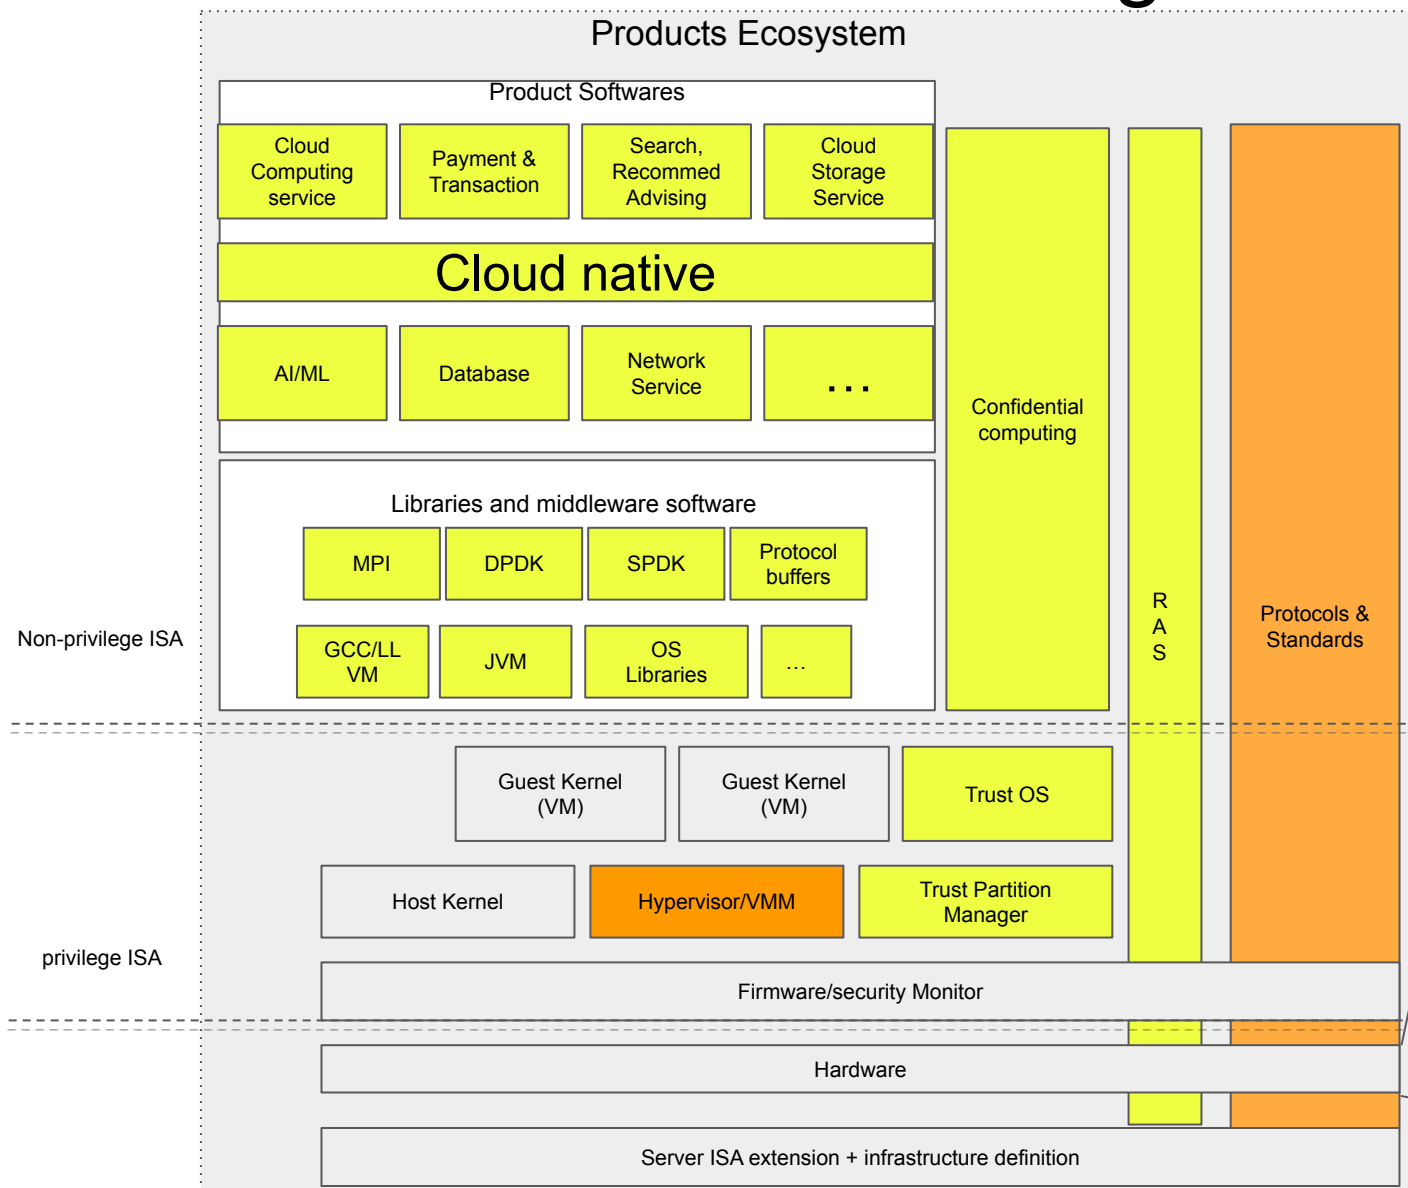 Products Ecosystem
Product Softwares
Cloud
Computing
service
Payment &
Transaction
Search,
Recommed
Advising
Cloud
Storage
Service
Cloud native
AI/ML
Database
Network
Service
...
Confidential
computing
Libraries and middleware software
MPI
DPDK
SPDK
Protocol
buffers
GCC/LL
VM
JVM
OS
Libraries
...
R
A
S
Protocols &
Standards
Non-privilege ISA
Guest Kernel
(VM)
Guest Kernel
(VM)
Trust OS
Host Kernel
Hypervisor/VMM
Trust Partition
Manager
privilege ISA
Firmware/security Monitor
Hardware
Server ISA extension + infrastructure definition